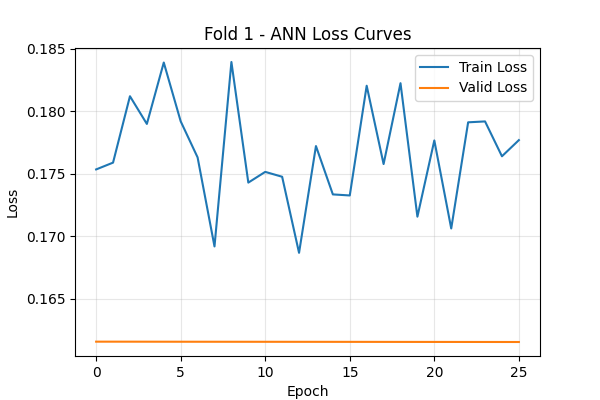 Fold 1 - ANN Loss Curves
Train Loss
Valid Loss
0.185
0.180
0.175
0.170
0.165
Loss
0 5 10 15 20 25
Epoch